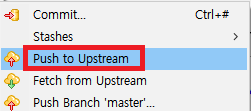 Commit... Ctrl+#
Stashes
Push to Upstream
Fetch from Upstream
Push Branch 'master'...